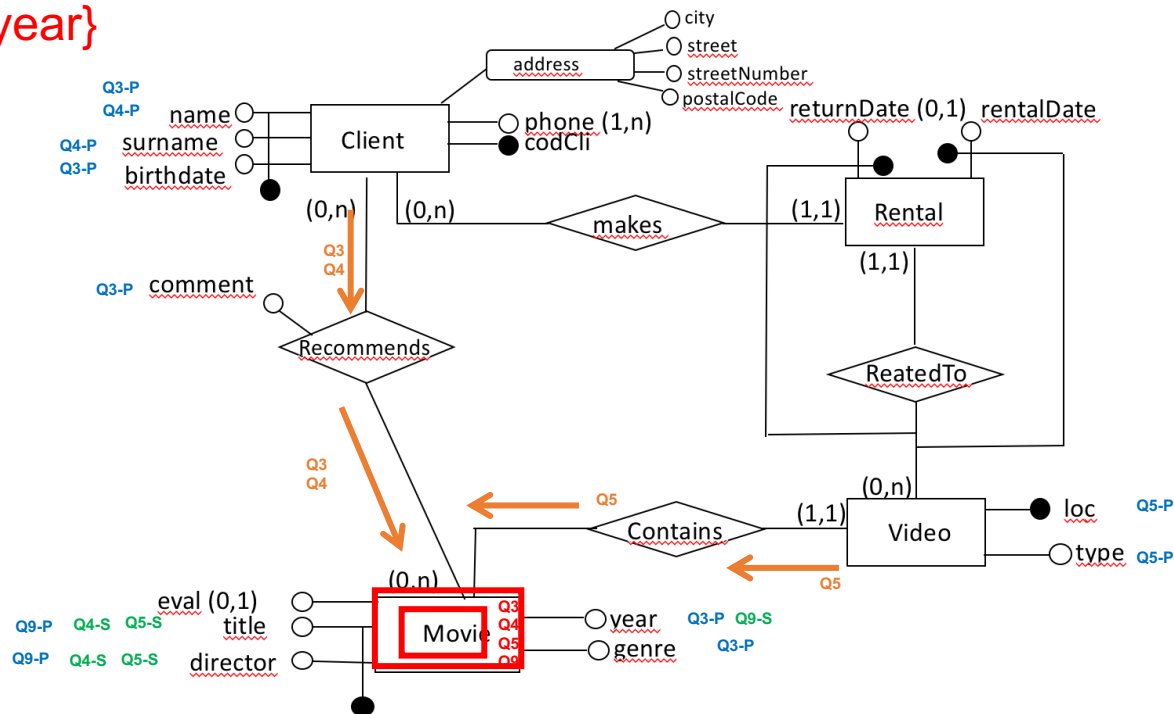 year}
city
street
streetNumber
postalCode
address
Q3-P
Q4-P
name
Q4-P surname
Q3-P
birthdate
Client
phone (1,n)
codCli
returnDate (0,1) rentalDate
(0,n)
(0,n)
makes
(1,1)
Rental
(1,1)
Q3
Q4
Q3-P comment
Recommends
ReatedTo
Q3
Q4
Q5
(0,n)
(1,1)
Contains
Video
loc Q5-P
type Q5-P
Q5
(0,n)
eval (0,1)
Q9-P Q4-S Q5-S title
Q9-P Q4-S Q5-S director
Movie
Q3
Q4
Q5
Q9
year Q3-P Q9-S
genre Q3-P